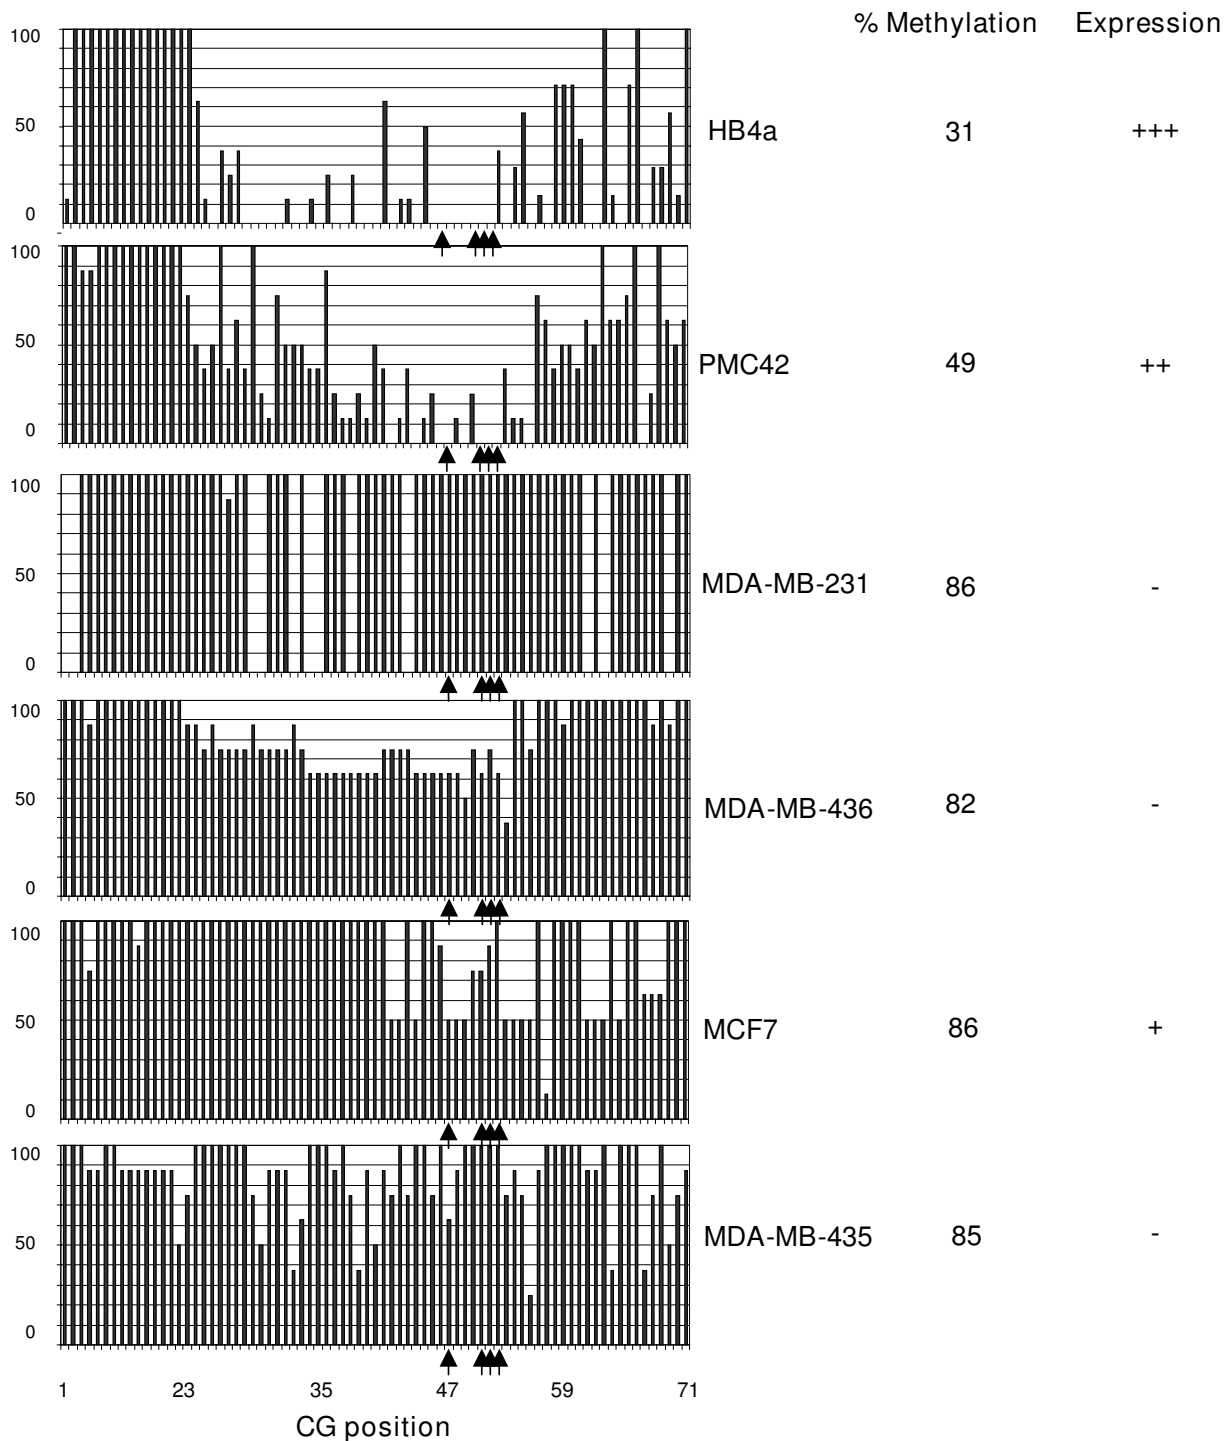 % Methylation Expression
100
50
0
HB4a 31 +++
100
50
0
PMC42 49 ++
100
50
0
MDA-MB-231 86 -
100
50
0
MDA-MB-436 82 -
100
50
0
MCF7 86 +
100
50
0
MDA-MB-435 85 -
1 23 35 47 59 71
CG position